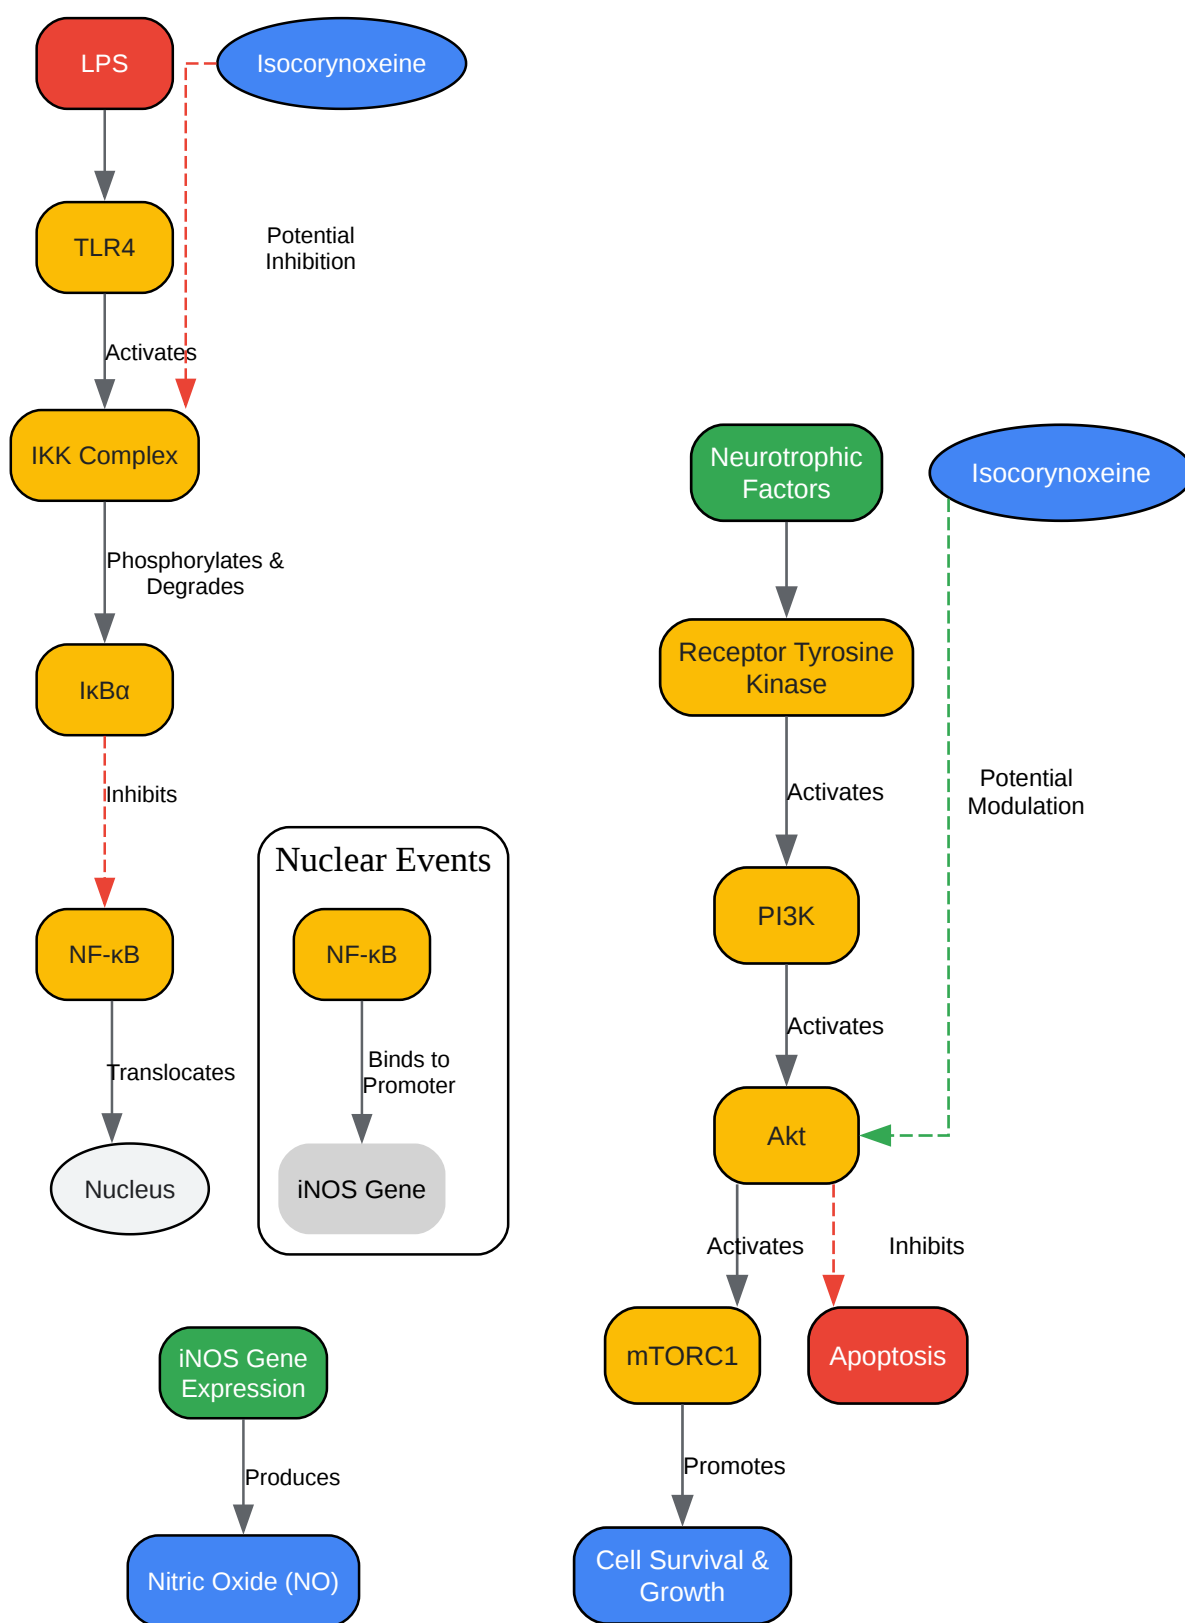 LPS
Isocorynoxeine
Potential
Inhibition
TLR4
Activates
IKK Complex
Phosphorylates &
Degrades
IκBα
Inhibits
NF-κB
Translocates
Nucleus
Nuclear Events
NF-κB
Binds to
Promoter
iNOS Gene
iNOS Gene
Expression
Produces
Nitric Oxide (NO)
Neurotrophic
Factors
Isocorynoxeine
Receptor Tyrosine
Kinase
Activates
Potential
Modulation
PI3K
Activates
Akt
Activates
Inhibits
mTORC1
Apoptosis
Promotes
Cell Survival &
Growth